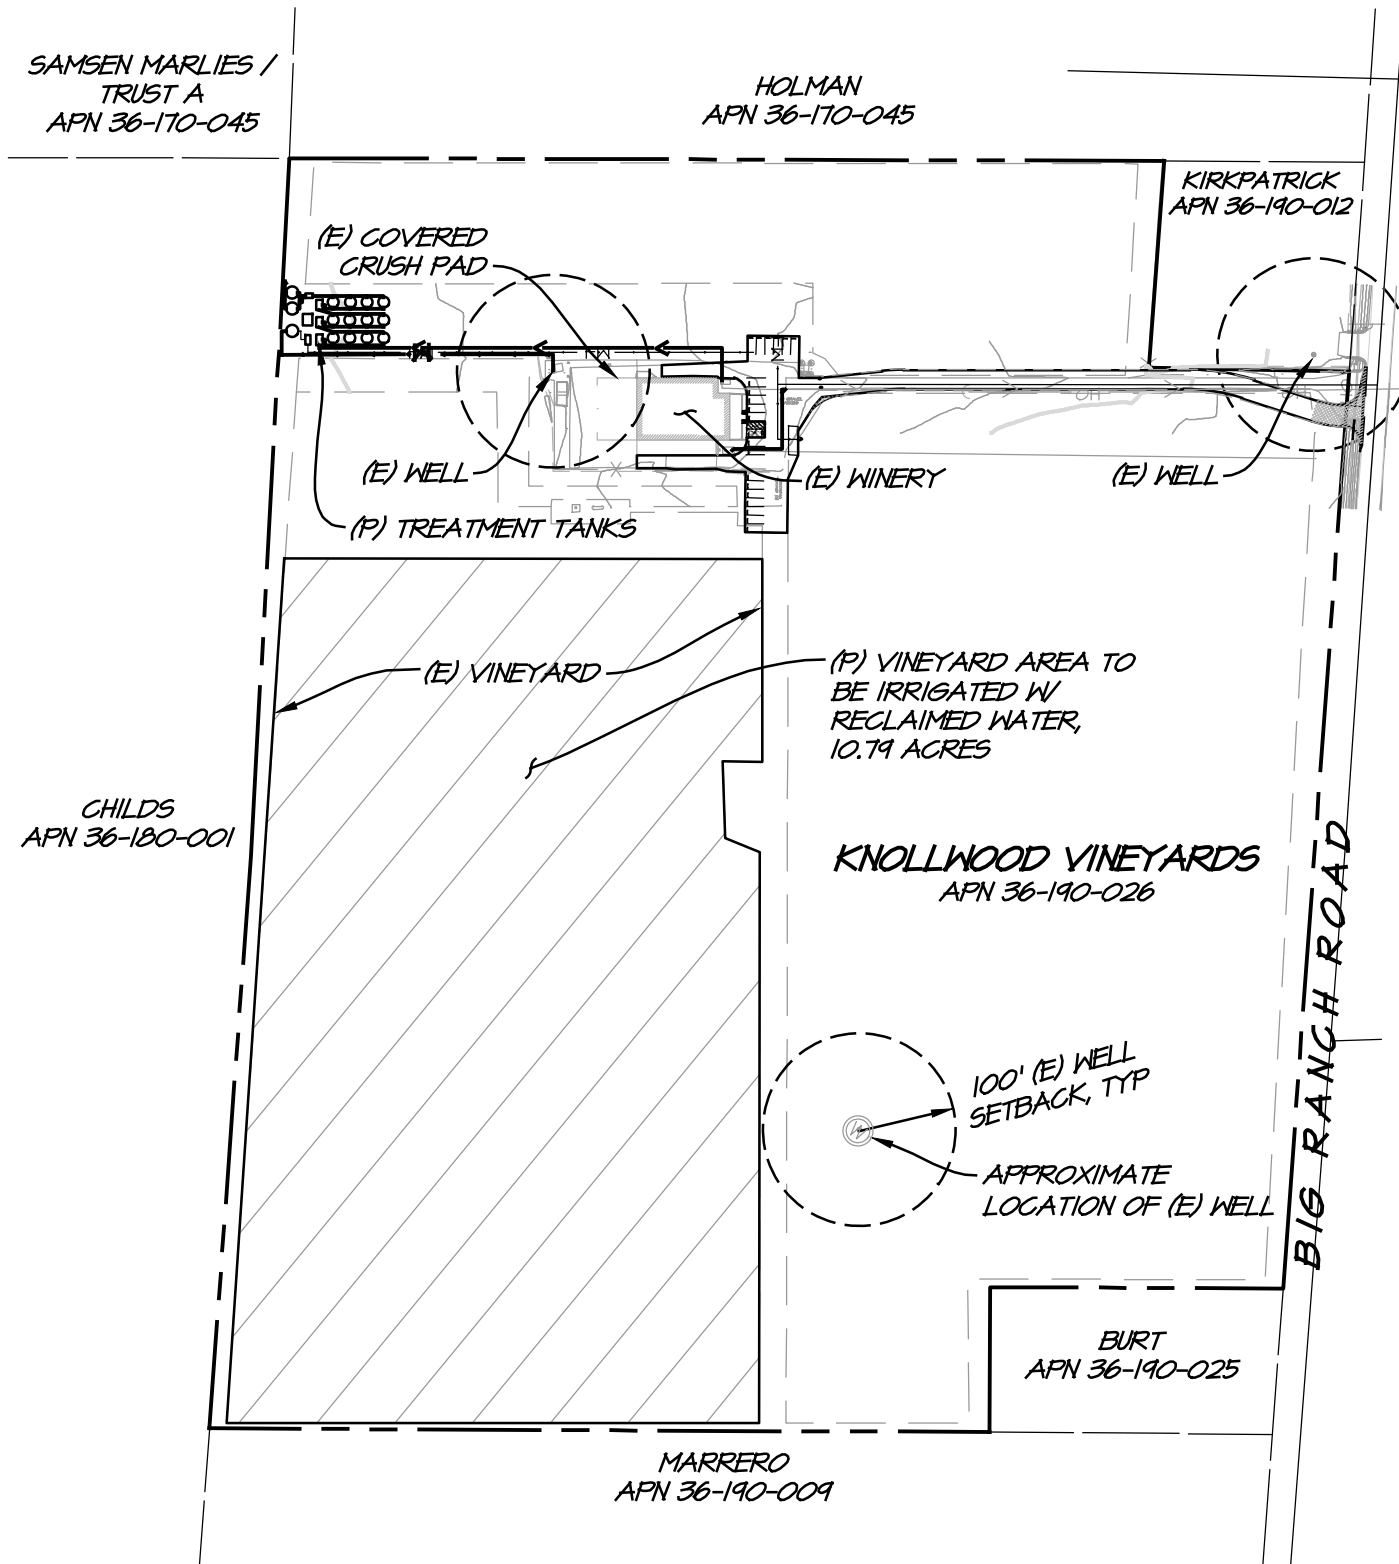 SAMSEN MARLIES /
TRUST A
APN 36-170-045
HOLMAN
APN 36-170-045
KIRKPATRICK
APN 36-190-012
(E) COVERED
CRUSH PAD
(E) WELL
(E) WINERY
(E) WELL
(P) TREATMENT TANKS
(E) VINEYARD
(P) VINEYARD AREA TO
BE IRRIGATED W/
RECLAIMED WATER,
10.79 ACRES
CHILDS
APN 36-180-001
KNOLLWOOD VINEYARDS
APN 36-190-026
BIG RANCH ROAD
100' (E) WELL
SETBACK, TYP
APPROXIMATE
LOCATION OF (E) WELL
BURT
APN 36-190-025
MARRERO
APN 36-190-009